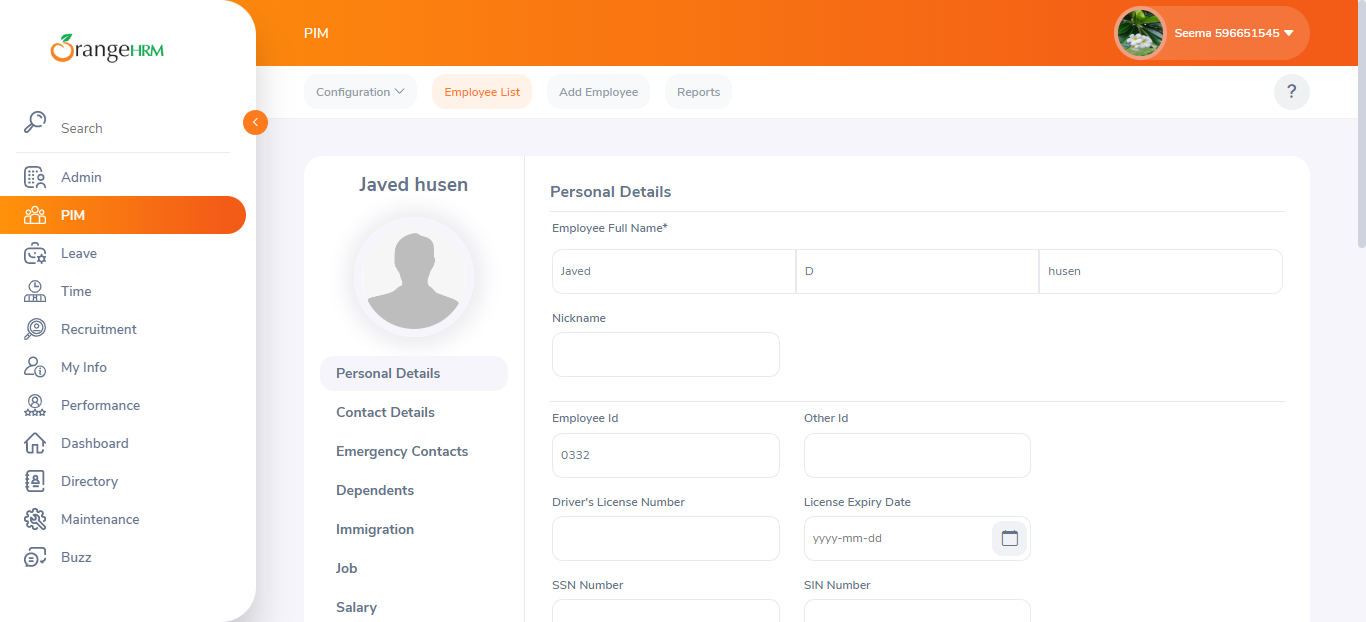 OrangeHRM
PIM
Seema 596651545
Configuration
Employee List
Add Employee
Reports
?
Search
Admin
PIM
Leave
Time
Recruitment
My Info
Performance
Dashboard
Directory
Maintenance
Buzz
Javed husen
Personal Details
Contact Details
Emergency Contacts
Dependents
Immigration
Job
Salary
Personal Details
Employee Full Name*
Javed D husen
Nickname
Employee Id Other Id
0332
Driver's License Number License Expiry Date
yyyy-mm-dd
SSN Number SIN Number